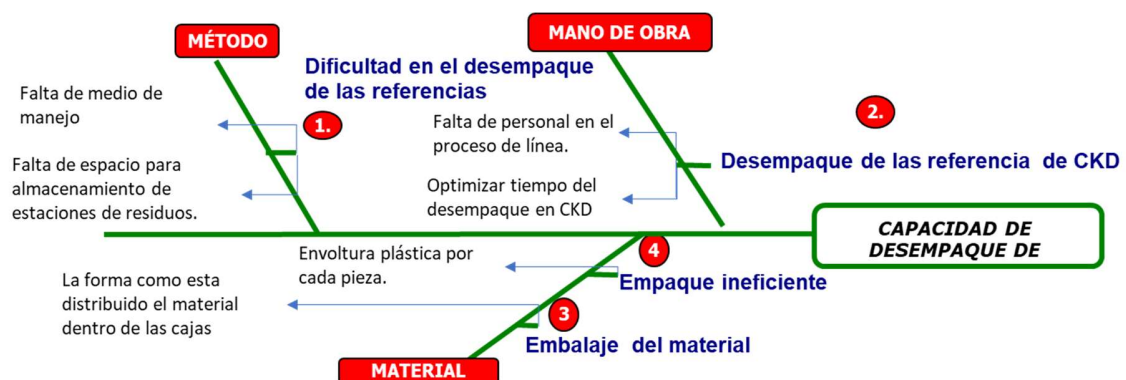 MÉTODO
MANO DE OBRA
Dificultad en el desempaque
de las referencias
Falta de medio de
manejo
1.
2.
Falta de personal en el
proceso de línea.
Desempaque de las referencia de CKD
Falta de espacio para
almacenamiento de
estaciones de residuos.
Optimizar tiempo del
desempaque en CKD
CAPACIDAD DE
DESEMPAQUE DE
Envoltura plástica por
cada pieza.
4
Empaque ineficiente
La forma como esta
distribuido el material
dentro de las cajas
3
Embalaje del material
MATERIAL